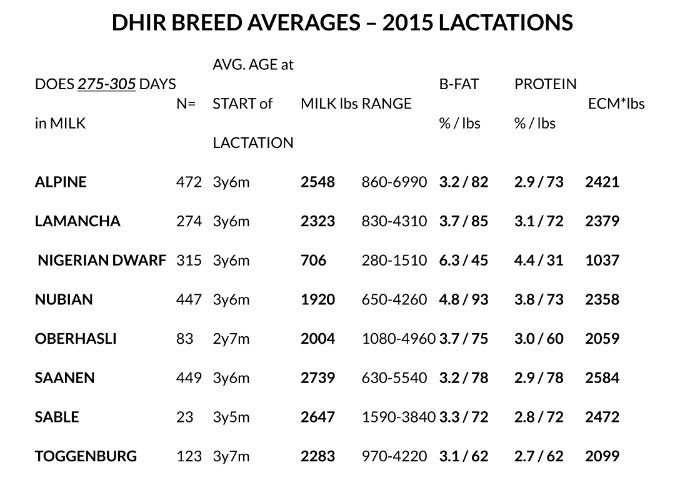 DHIR BREED AVERAGES – 2015 LACTATIONS
AVG. AGE at
DOES 275-305 DAYS B-FAT PROTEIN
N= START of MILK lbs RANGE ECM*lbs
in MILK % / lbs % / lbs
LACTATION
ALPINE 472 3y6m 2548 860-6990 3.2 / 82 2.9 / 73 2421
LAMANCHA 274 3y6m 2323 830-4310 3.7 / 85 3.1 / 72 2379
NIGERIAN DWARF 315 3y6m 706 280-1510 6.3 / 45 4.4 / 31 1037
NUBIAN 447 3y6m 1920 650-4260 4.8 / 93 3.8 / 73 2358
OBERHASLI 83 2y7m 2004 1080-4960 3.7 / 75 3.0 / 60 2059
SAANEN 449 3y6m 2739 630-5540 3.2 / 78 2.9 / 78 2584
SABLE 23 3y5m 2647 1590-3840 3.3 / 72 2.8 / 72 2472
TOGGENBURG 123 3y7m 2283 970-4220 3.1 / 62 2.7 / 62 2099